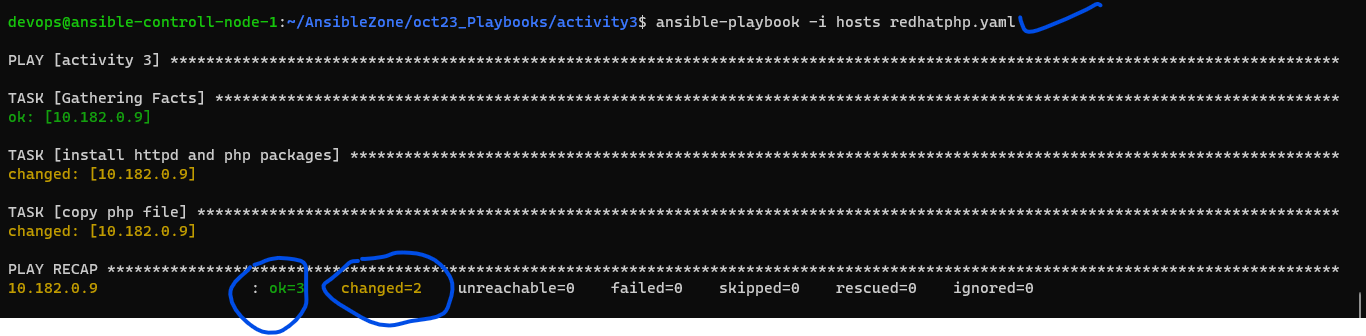 devops@ansible-controll-node-1:~/AnsibleZone/oct23_Playbooks/activity3$ ansible-playbook -i hosts redhatphp.yaml
PLAY [activity 3] **********************************************************************************************************************************
TASK [Gathering Facts] *****************************************************************************************************************************
ok: [10.182.0.9]
TASK [install httpd and php packages] **************************************************************************************************************
changed: [10.182.0.9]
TASK [copy php file] *******************************************************************************************************************************
changed: [10.182.0.9]
PLAY RECAP *****************************************************************************************************************************************
10.182.0.9 : ok=3 changed=2 unreachable=0 failed=0 skipped=0 rescued=0 ignored=0